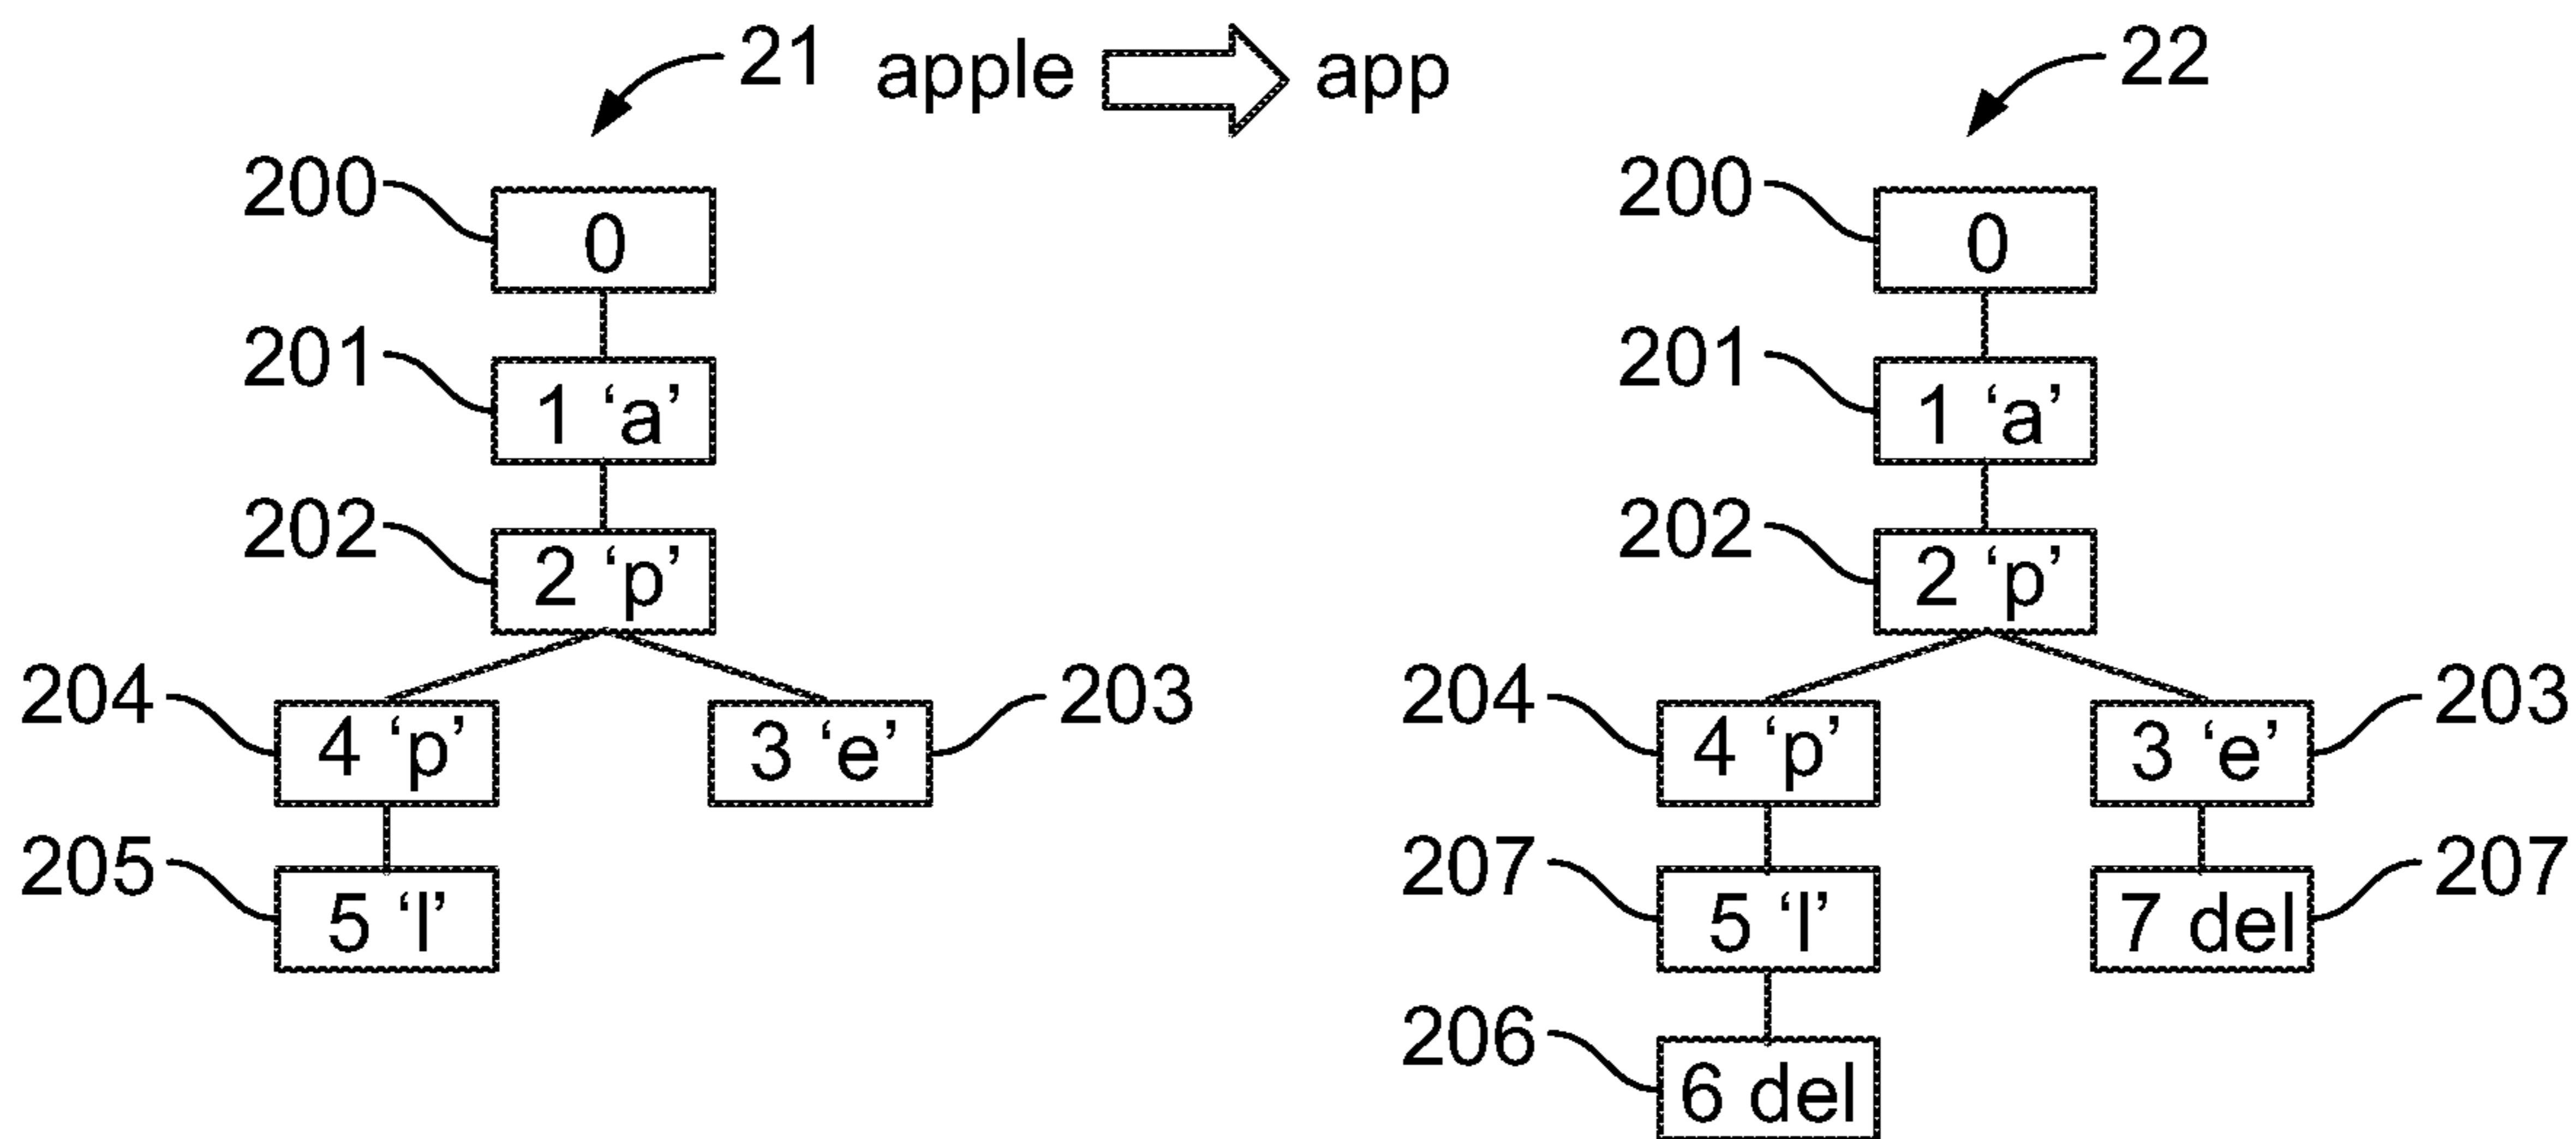 21 apple app 22
200 0 200 0
201 1 ‘a’ 201 1 ‘a’
202 2 ‘p’ 202 2 ‘p’
204 4 ‘p’ 3 ‘e’ 203 204 4 ‘p’ 3 ‘e’ 203
205 5 ‘l’ 207 5 ‘l’ 7 del 207
206 6 del